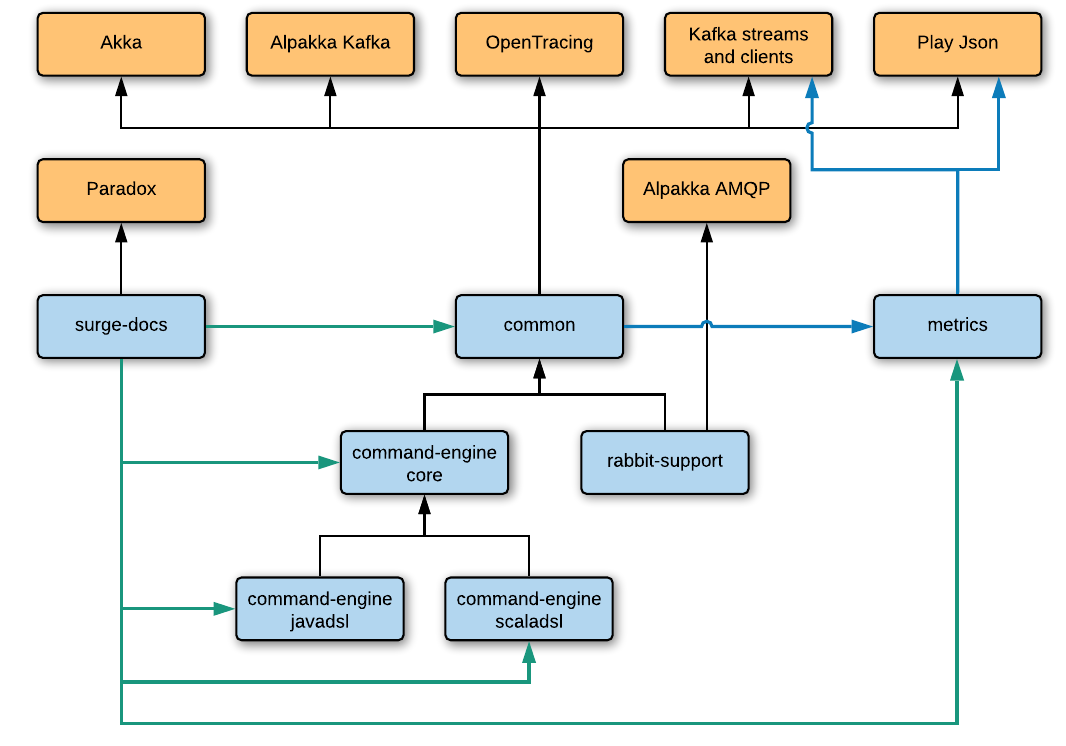 Akka
Alpakka Kafka
OpenTracing
Kafka streams
and clients
Play Json
Paradox
Alpakka AMQP
surge-docs
common
metrics
command-engine
core
rabbit-support
command-engine
javadsl
command-engine
scaladsl